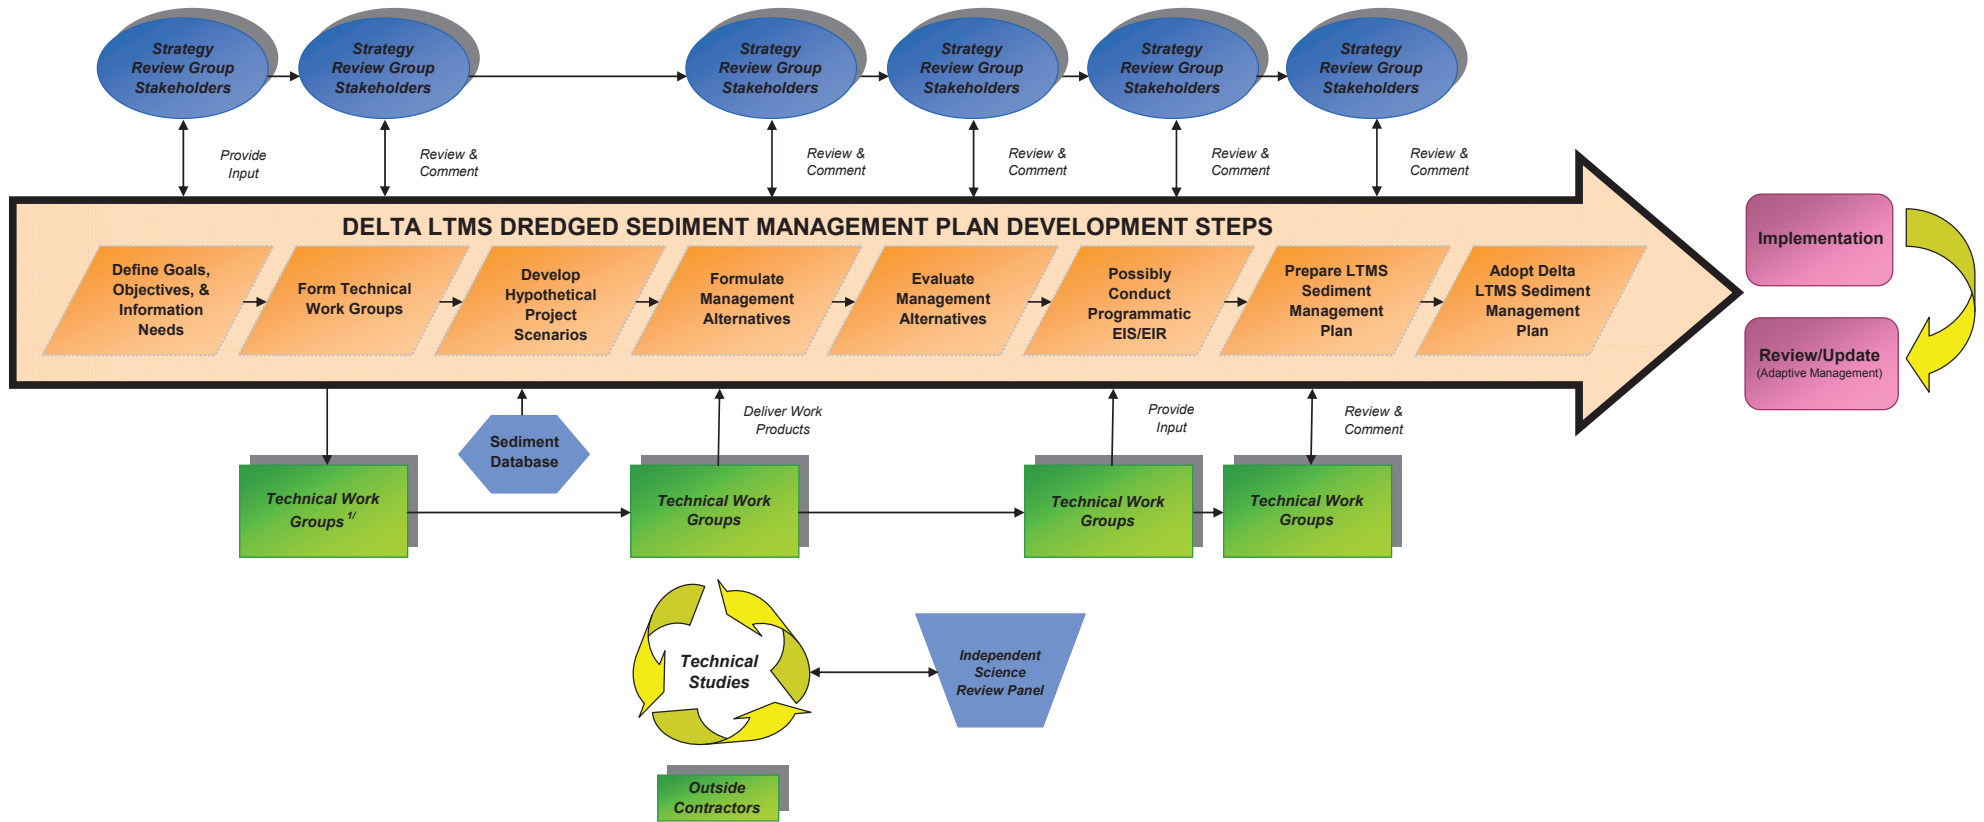 Strategy
Review Group
Stakeholders
Strategy
Review Group
Stakeholders
Strategy
Review Group
Stakeholders
Strategy
Review Group
Stakeholders
Strategy
Review Group
Stakeholders
Strategy
Review Group
Stakeholders
Provide
Input
Review &
Comment
Review &
Comment
Review &
Comment
Review &
Comment
Review &
Comment
DELTA LTMS DREDGED SEDIMENT MANAGEMENT PLAN DEVELOPMENT STEPS
Define Goals,
Objectives, &
Information
Needs
Form Technical
Work Groups
Develop
Hypothetical
Project
Scenarios
Formulate
Management
Alternatives
Evaluate
Management
Alternatives
Possibly
Conduct
Programmatic
EIS/EIR
Prepare LTMS
Sediment
Management
Plan
Adopt Delta
LTMS Sediment
Management
Plan
Implementation
Review/Update
(Adaptive Management)
Sediment
Database
Deliver Work
Products
Provide
Input
Review &
Comment
Technical Work
Groups 1/
Technical Work
Groups
Technical Work
Groups
Technical Work
Groups
Technical
Studies
Independent
Science
Review Panel
Outside
Contractors